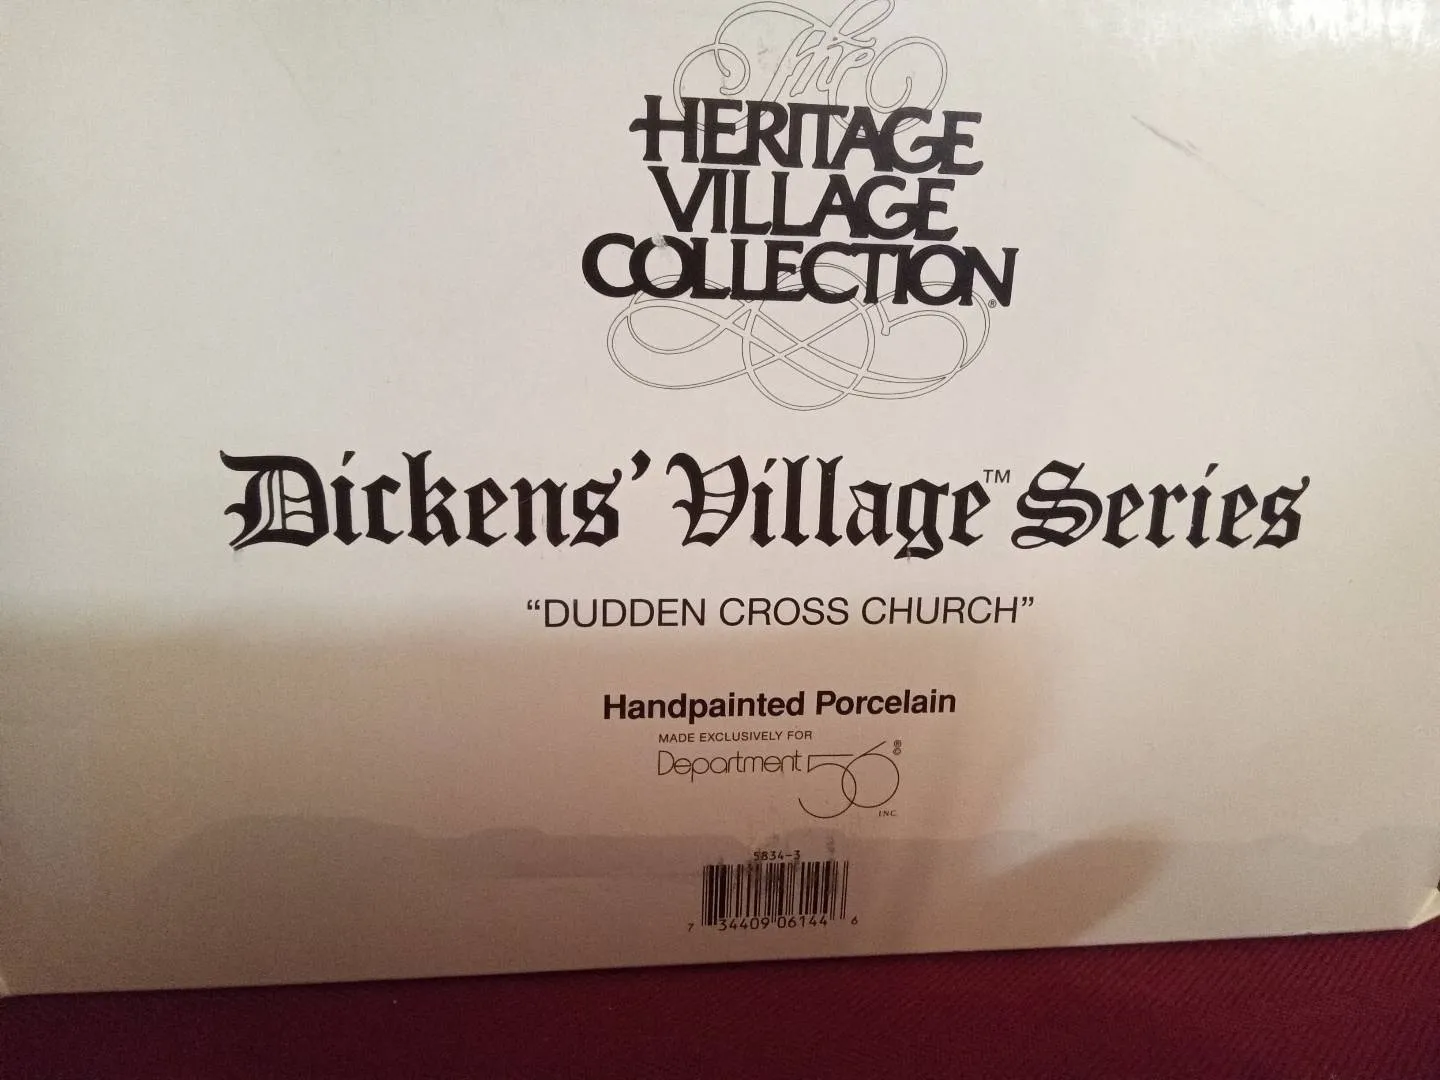 The
HERITAGE
VILLAGE
COLLECTION®
Dickens' Village™ Series
“DUDDEN CROSS CHURCH”
Handpainted Porcelain
MADE EXCLUSIVELY FOR
Department 56 ® ©
INC.
5834-3
7 34409 06144 6